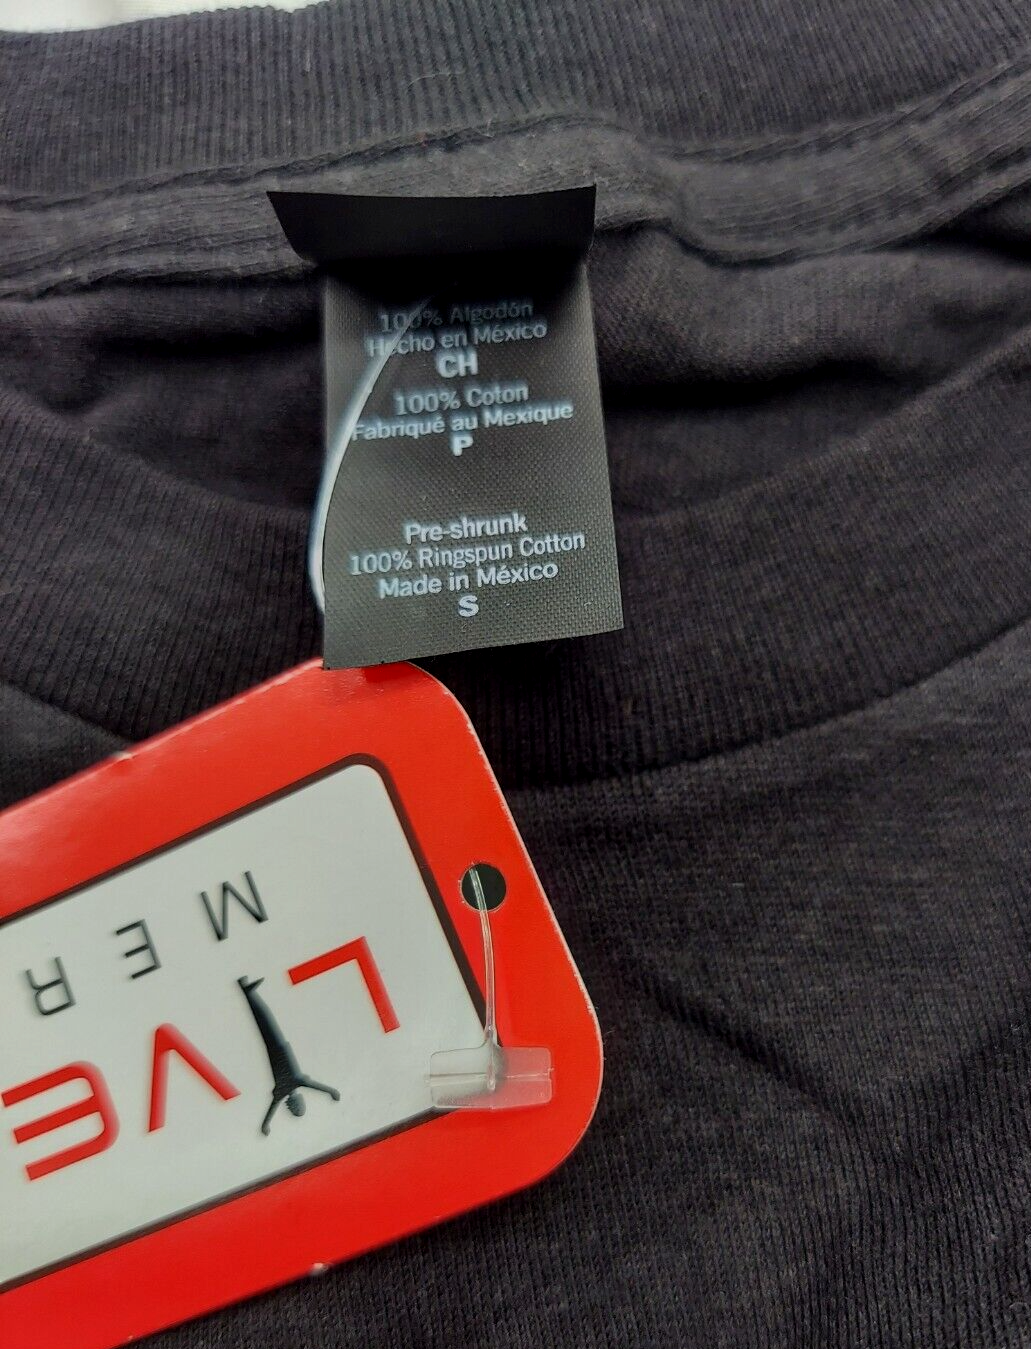 100% Algodón
Hecho en México
CH
100% Coton
Fabriqué au Mexique
P
Pre-shrunk
100% Ringspun Cotton
Made in México
S
LIVE
MER